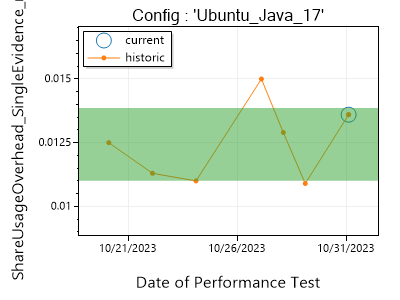 Config : 'Ubuntu_Java_17'
current
historic
ShareUsageOverhead_SingleEvidence_
0.015
0.0125
0.01
10/21/2023
10/26/2023
10/31/2023
Date of Performance Test